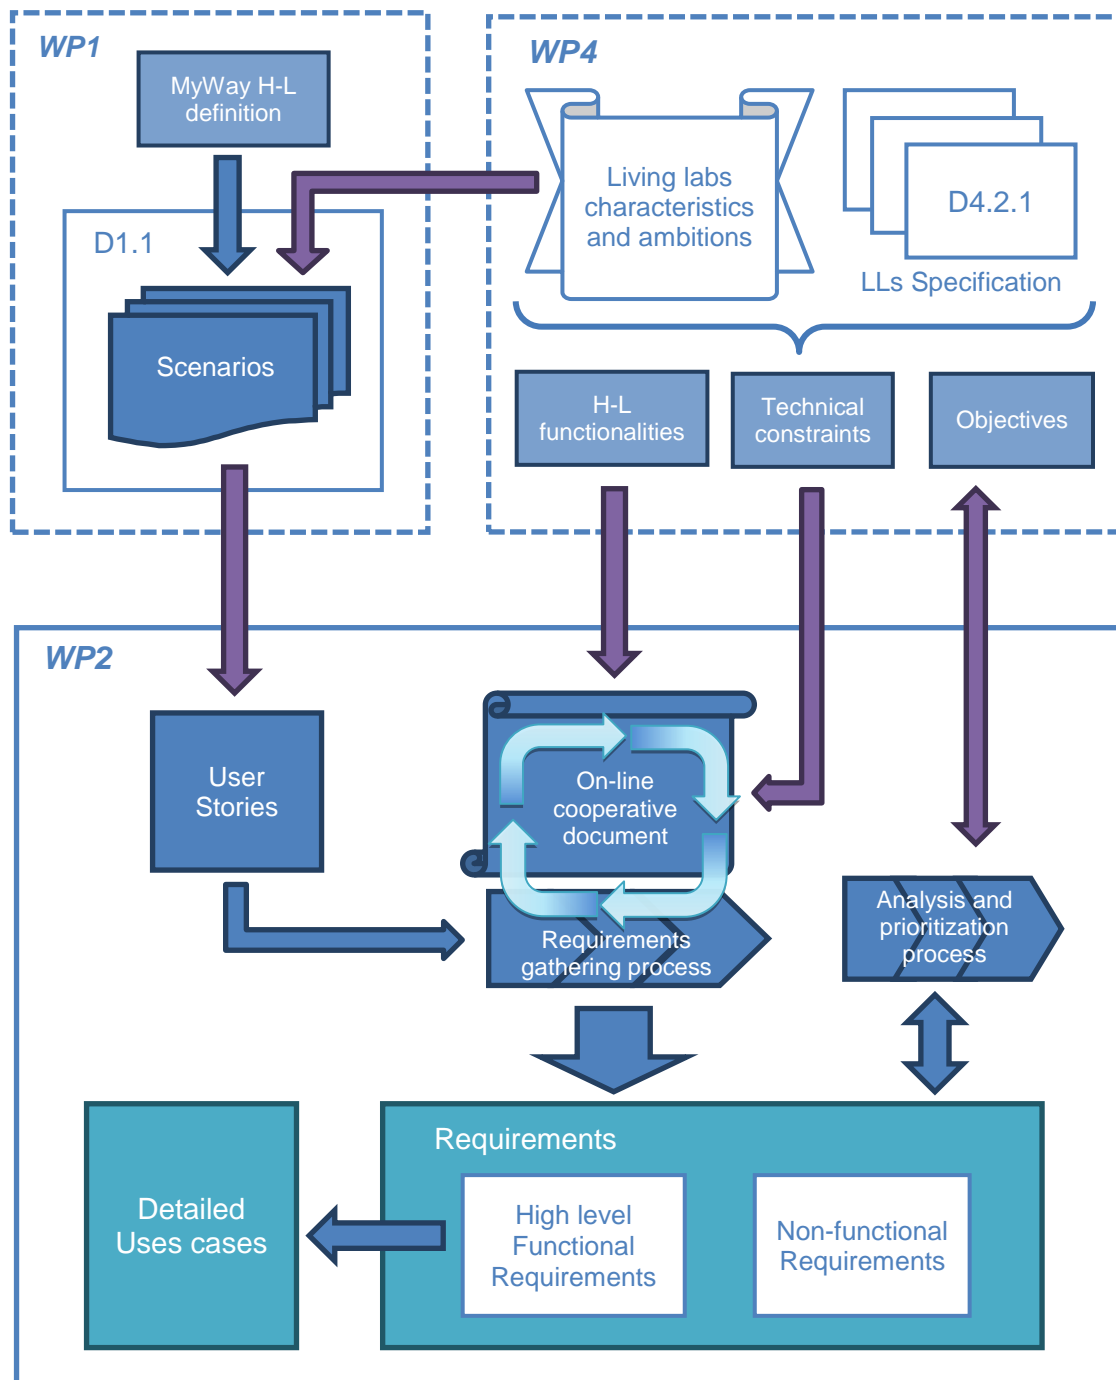 WP1
MyWay H-L
definition
D1.1
Scenarios
WP4
Living labs
characteristics
and ambitions
D4.2.1
LLs Specification
H-L
functionalities
Technical
constraints
Objectives
WP2
User
Stories
On-line
cooperative
document
Requirements
gathering process
Analysis and
prioritization
process
Requirements
High level
Functional
Requirements
Non-functional
Requirements
Detailed
Uses cases